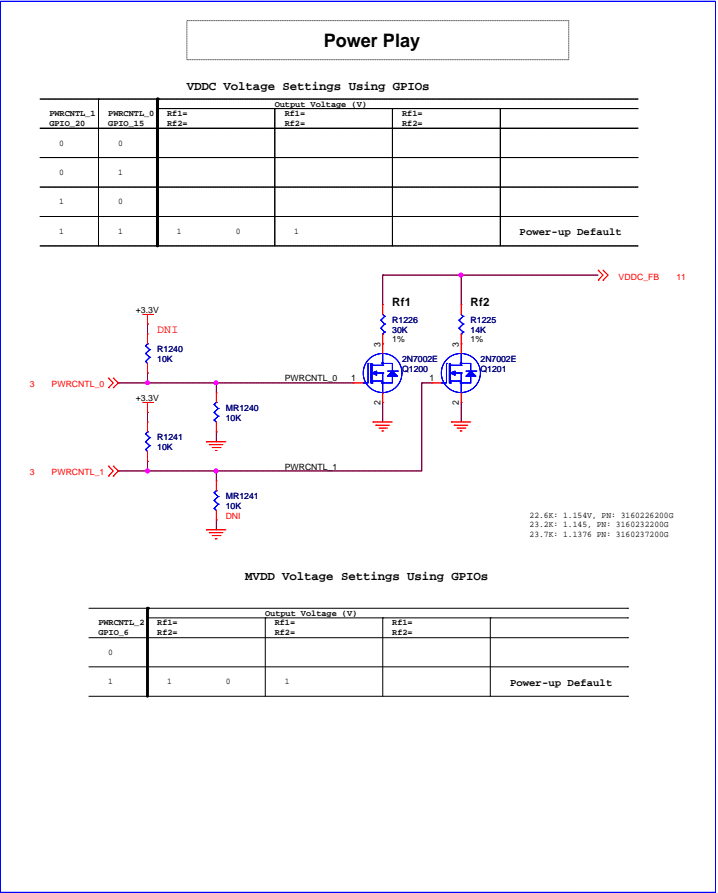 Power Play
VDDC Voltage Settings Using GPIOs
Output Voltage (V)
PWRCNTL_1 PWRCNTL_0 Rf1= Rf1= Rf1=
GPIO_20 GPIO_15 Rf2= Rf2= Rf2=
0 0
0 1
1 0
1 1 1 0 1 Power-up Default
VDDC_FB 11
Rf1 Rf2
+3.3V
R1226 R1225
DNI
30K 14K
1% 1%
3 3
R1240
10K
2N7002E 2N7002E
Q1200 Q1201
3 PWRCNTL_0 PWRCNTL_0 1 1
+3.3V
2 2
MR1240
10K
R1241
10K
3 PWRCNTL_1 PWRCNTL_1
MR1241
10K
DNI
22.6K: 1.154V, PN: 3160226200G
23.2K: 1.145, PN: 3160232200G
23.7K: 1.1376 PN: 3160237200G
MVDD Voltage Settings Using GPIOs
Output Voltage (V)
PWRCNTL_2 Rf1= Rf1= Rf1=
GPIO_6 Rf2= Rf2= Rf2=
0
1 1 0 1 Power-up Default